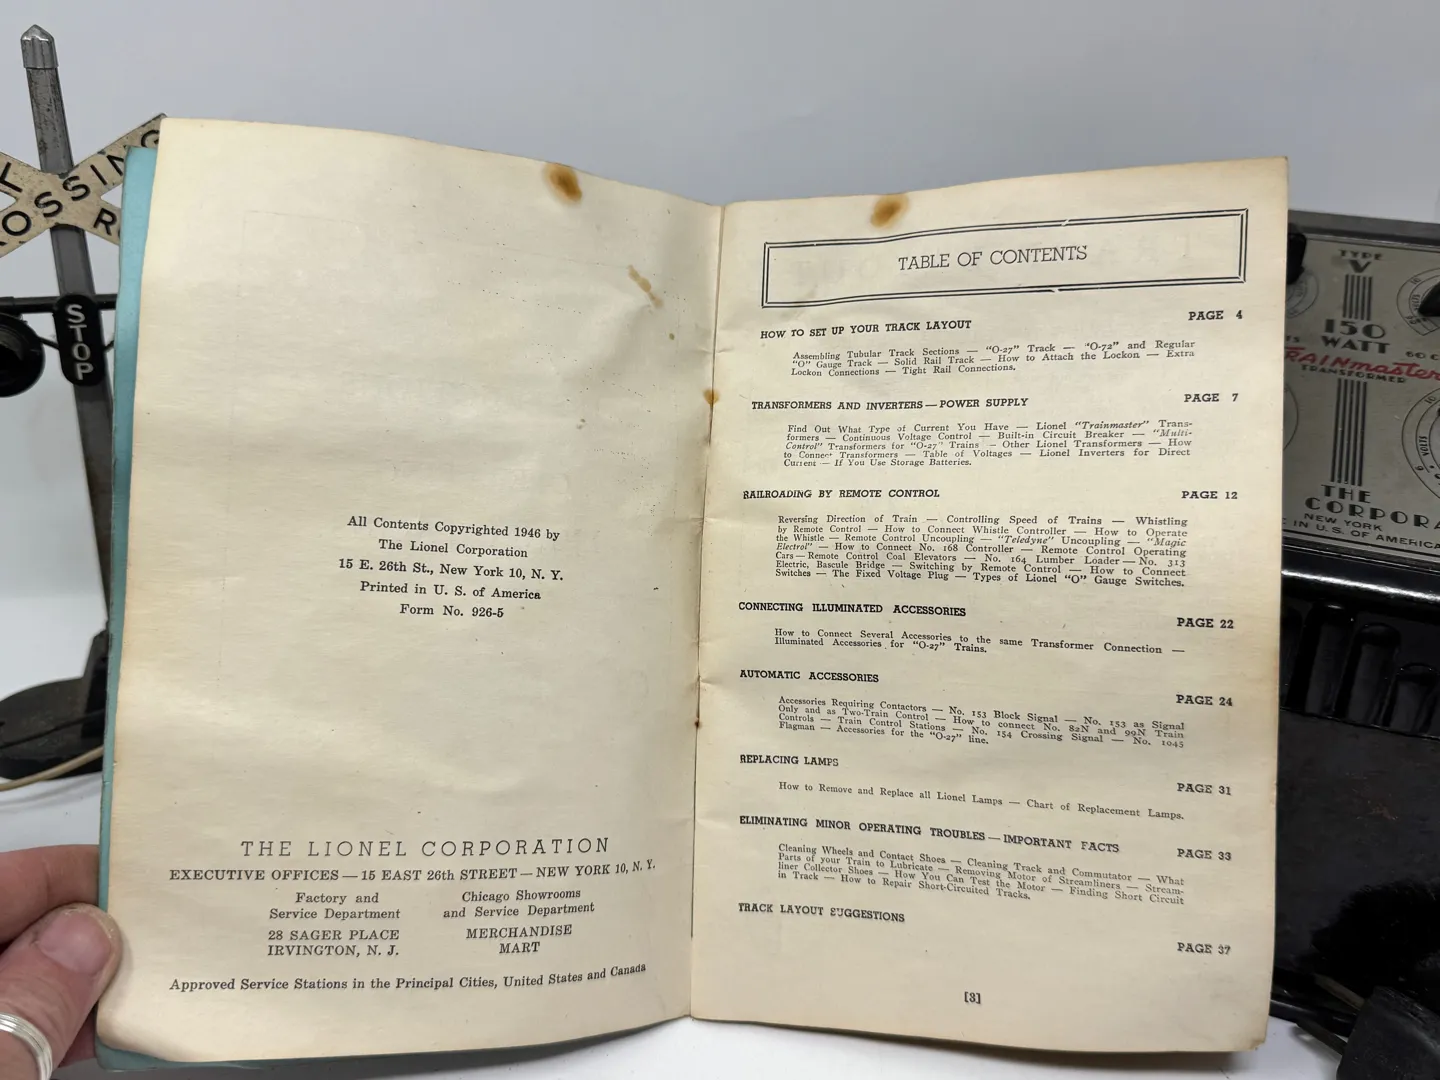 CROSSING
R
L
STOP
All Contents Copyrighted 1946 by
The Lionel Corporation
15 E. 26th St., New York 10, N. Y.
Printed in U. S. of America
Form No. 926-5
THE LIONEL CORPORATION
EXECUTIVE OFFICES — 15 EAST 26th STREET — NEW YORK 10, N. Y.
Factory and
Service Department
28 SAGER PLACE
IRVINGTON, N. J.
Chicago Showrooms
and Service Department
MERCHANDISE
MART
Approved Service Stations in the Principal Cities, United States and Canada
TABLE OF CONTENTS
HOW TO SET UP YOUR TRACK LAYOUT PAGE 4
Assembling Tubular Track Sections — "O-27" Track — "O-72" and Regular
"O" Gauge Track — Solid Rail Track — How to Attach the Lockon — Extra
Lockon Connections — Tight Rail Connections.
TRANSFORMERS AND INVERTERS — POWER SUPPLY PAGE 7
Find Out What Type of Current You Have — Lionel "Trainmaster" Trans-
formers — Continuous Voltage Control — Built-in Circuit Breaker — "Multi-
Control" Transformers for "O-27" Trains — Other Lionel Transformers — How
to Connect Transformers — Table of Voltages — Lionel Inverters for Direct
Current — If You Use Storage Batteries.
RAILROADING BY REMOTE CONTROL PAGE 12
Reversing Direction of Train — Controlling Speed of Trains — Whistling
by Remote Control — How to Connect Whistle Controller — How to Operate
the Whistle — Remote Control Uncoupling — "Teledyne" Uncoupling — "Magic
Electrol" — How to Connect No. 168 Controller — Remote Control Operating
Cars — Remote Control Coal Elevators — No. 164 Lumber Loader — No. 313
Electric, Bascule Bridge — Switching by Remote Control — How to Connect
Switches — The Fixed Voltage Plug — Types of Lionel "O" Gauge Switches.
CONNECTING ILLUMINATED ACCESSORIES PAGE 22
How to Connect Several Accessories to the same Transformer Connection —
Illuminated Accessories for "O-27" Trains.
AUTOMATIC ACCESSORIES PAGE 24
Accessories Requiring Contactors — No. 153 Block Signal — No. 153 as Signal
Only and as Two-Train Control — How to connect No. 82N and 99N Train
Controls — Train Control Stations — No. 154 Crossing Signal — No. 1045
Flagman — Accessories for the "O-27" line.
REPLACING LAMPS PAGE 31
How to Remove and Replace all Lionel Lamps — Chart of Replacement Lamps.
ELIMINATING MINOR OPERATING TROUBLES — IMPORTANT FACTS PAGE 33
Cleaning Wheels and Contact Shoes — Cleaning Track and Commutator — What
Parts of your Train to Lubricate — Removing Motor of Streamliners — Stream-
liner Collector Shoes — How You Can Test the Motor — Finding Short Circuit
in Track — How to Repair Short-Circuited Tracks.
TRACK LAYOUT SUGGESTIONS PAGE 37
[3]
TYPE
V
150
WATT
60 C
TRAINmaster
TRANSFORMER
VOLTS
THE
CORPORA
NEW YORK
IN U.S. OF AMERICA